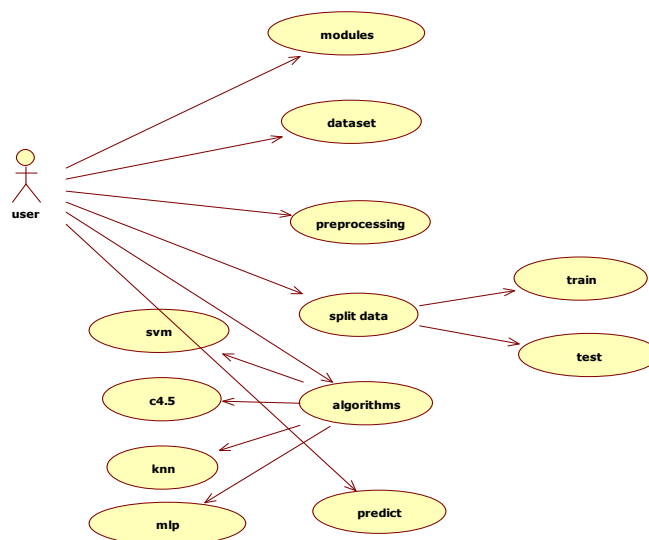 modules
dataset
user
preprocessing
train
split data
svm
test
c4.5
algorithms
knn
predict
mlp